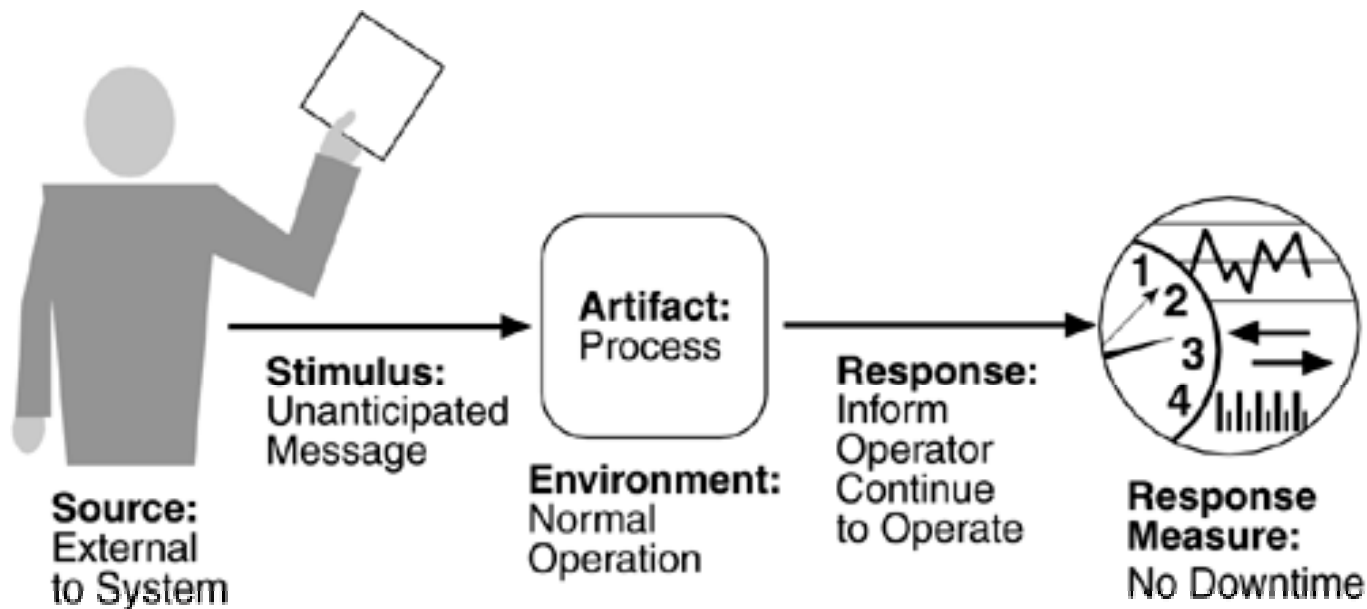 Source:
External
to System
Stimulus:
Unanticipated
Message
Artifact:
Process
Environment:
Normal
Operation
Response:
Inform
Operator
Continue
to Operate
1
2
3
4
Response
Measure:
No Downtime